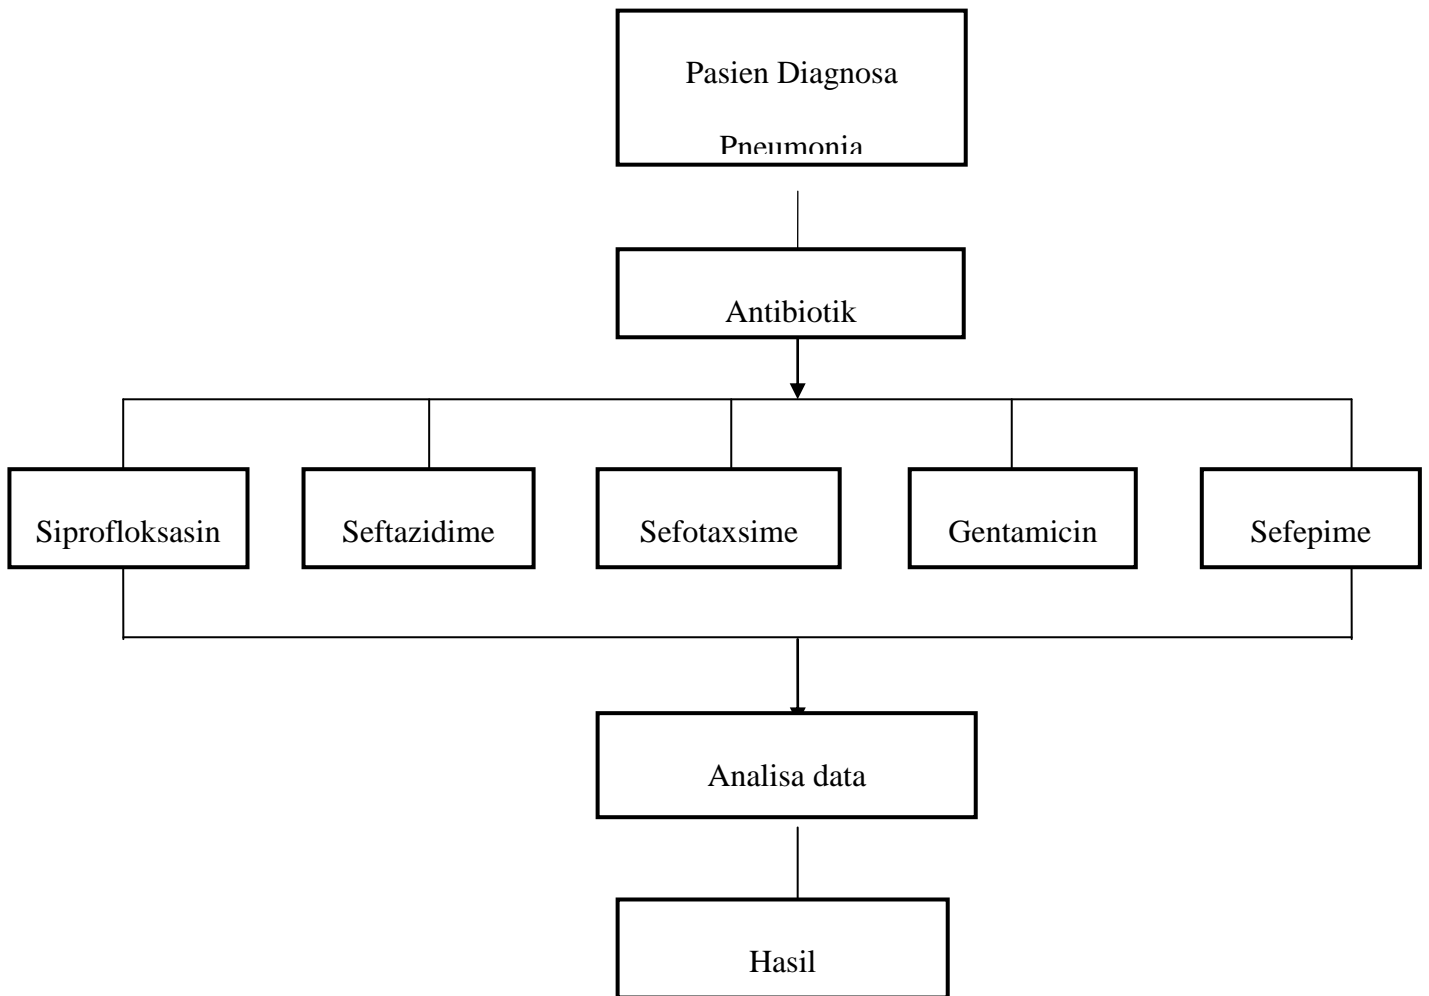 Pasien Diagnosa
Pneumonia
Antibiotik
Siprofloksasin
Seftazidime
Sefotaxsime
Gentamicin
Sefepime
Analisa data
Hasil